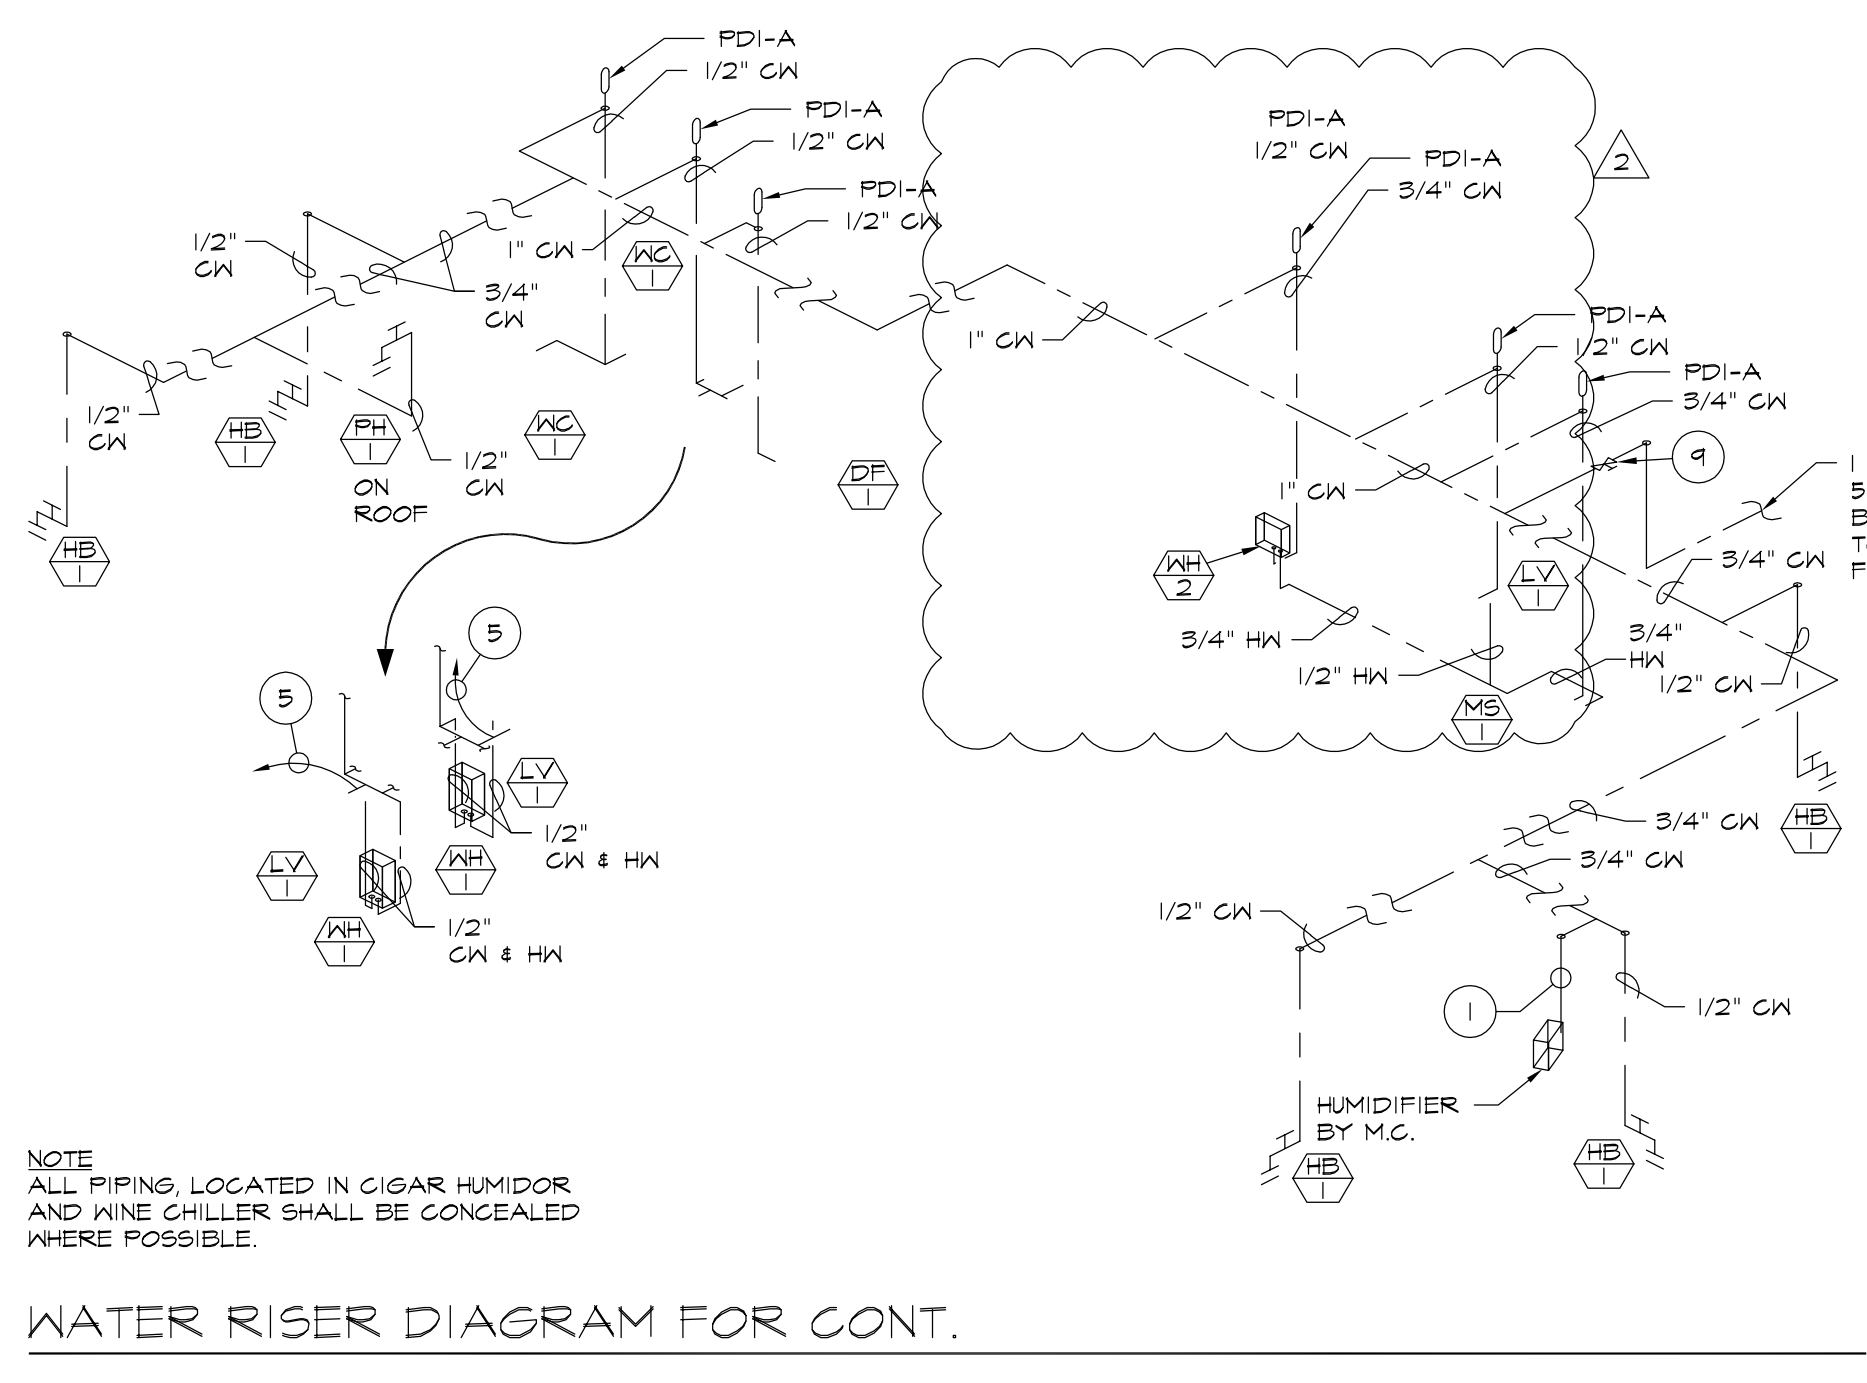 PDI-A
1/2" CW
PDI-A
1/2" CW
PDI-A
1/2" CW
1/2"
CW
1" CW
WC
1
3/4"
CW
1/2"
CW
HB
1
PH
1
ON
ROOF
1/2"
CW
WC
1
DF
1
HB
1
PDI-A
1/2" CW
PDI-A
3/4" CW
2
1" CW
PDI-A
1/2" CW
PDI-A
3/4" CW
9
1" CW
1
5
B
T
F
WH
2
LV
1
3/4" CW
3/4" HW
1/2" HW
3/4"
HW
1/2" CW
MS
1
5
5
LV
1
1/2"
CW & HW
WH
1
LV
1
WH
1
1/2"
CW & HW
3/4" CW
HB
1
3/4" CW
1/2" CW
1
1/2" CW
HUMIDIFIER
BY M.C.
HB
1
HB
1
NOTE
ALL PIPING, LOCATED IN CIGAR HUMIDOR
AND WINE CHILLER SHALL BE CONCEALED
WHERE POSSIBLE.
WATER RISER DIAGRAM FOR CONT.